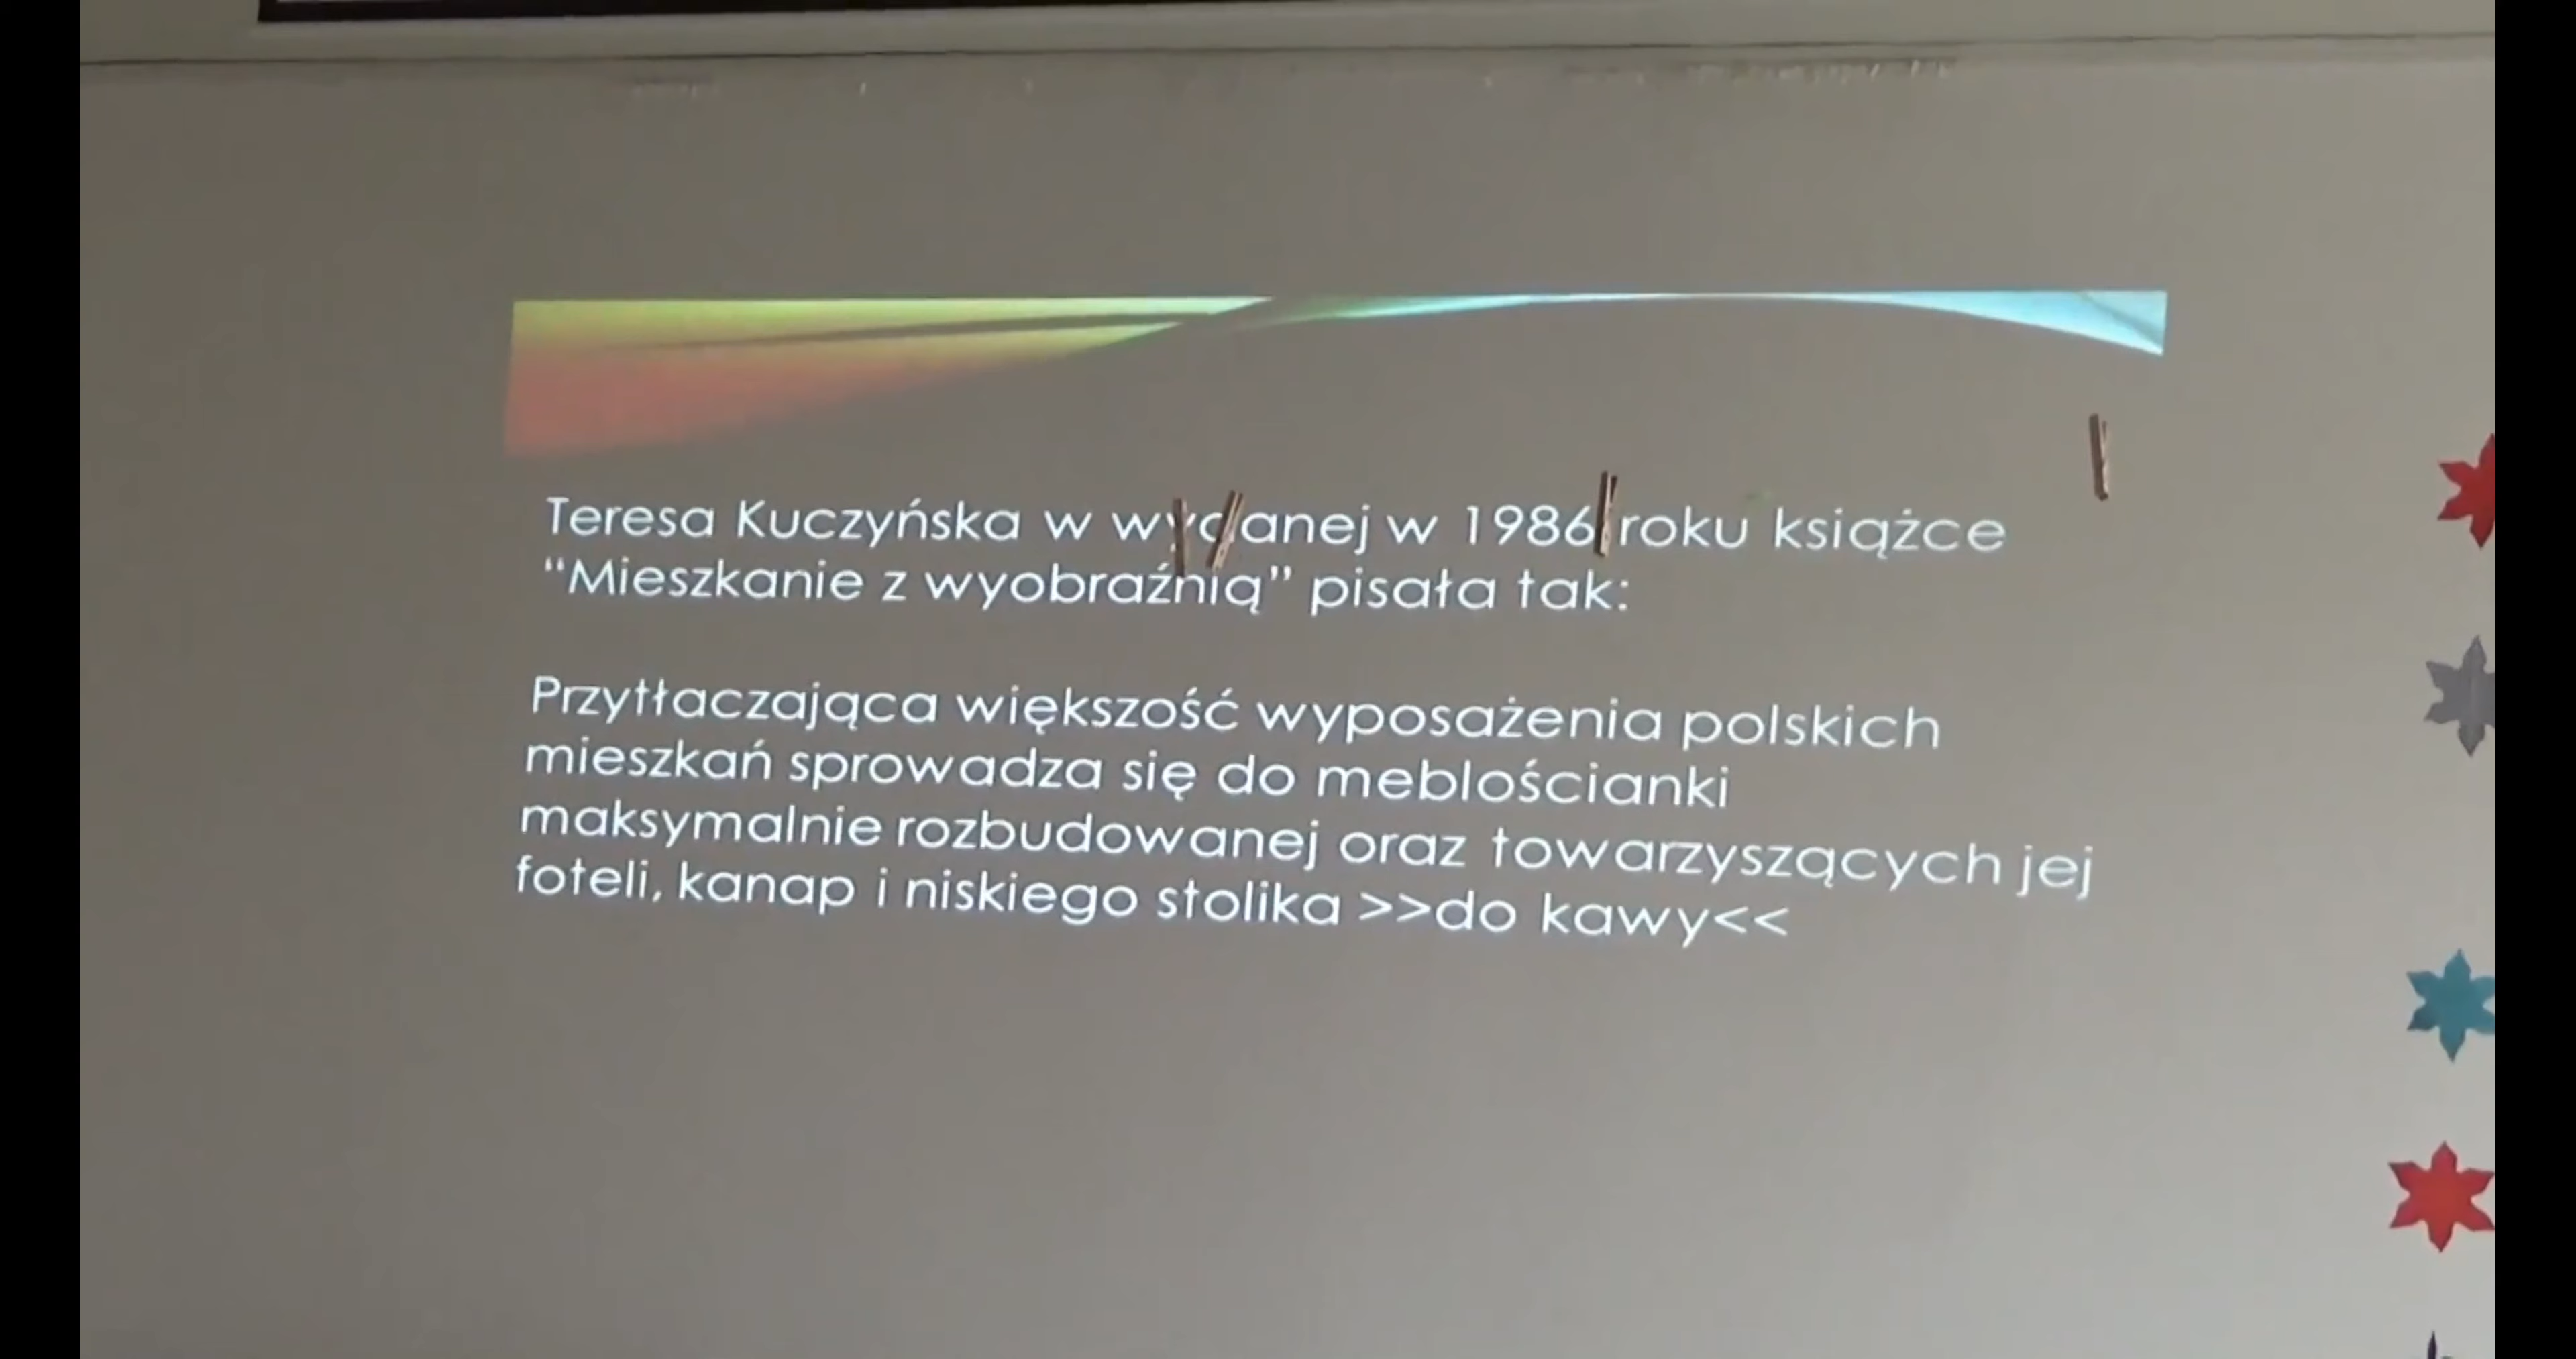 Teresa Kuczyńska w wydanej w 1986 roku książce
“Mieszkanie z wyobraźnią” pisała tak:
Przytłaczająca większość wyposażenia polskich
mieszkań sprowadza się do meblościanki
maksymalnie rozbudowanej oraz towarzyszących jej
foteli, kanap i niskiego stolika >>do kawy<<